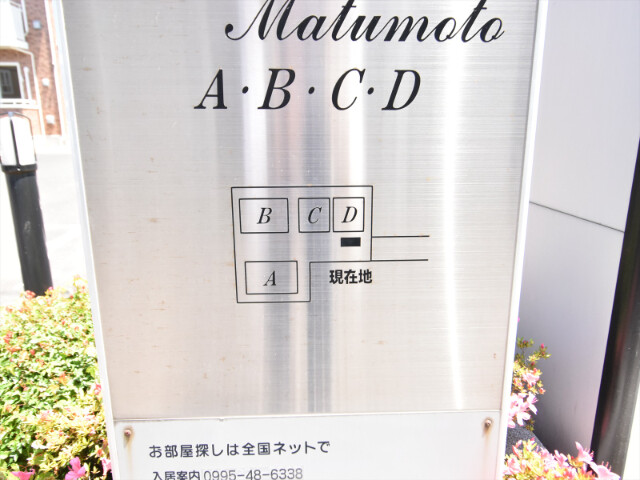 Matumoto
A・B・C・D
B C D
A 現在地
お部屋探しは全国ネットで
入居案内 0995-48-6338